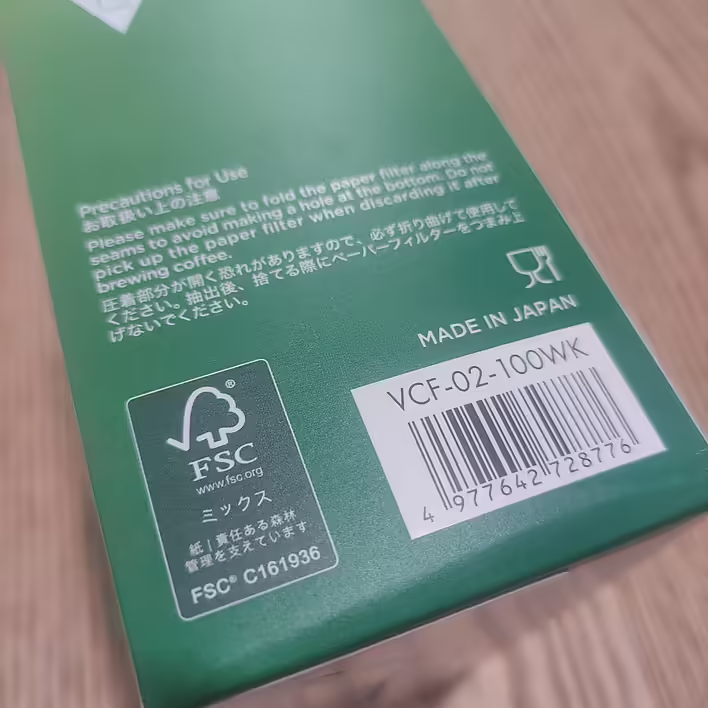 Precautions for Use
お取扱い上の注意
Please make sure to fold the paper filter along the
seams to avoid making a hole at the bottom. Do not
pick up the paper filter when discarding it after
brewing coffee.
圧着部分が開く恐れがありますので、必ず折り曲げて使用して
ください。抽出後、捨てる際にペーパーフィルターをつまみ上
げないでください。
MADE IN JAPAN
VCF-02-100WK
4 977642 728776
®
FSC
www.fsc.org
ミックス
紙 | 責任ある森林
管理を支えています
FSC® C161936